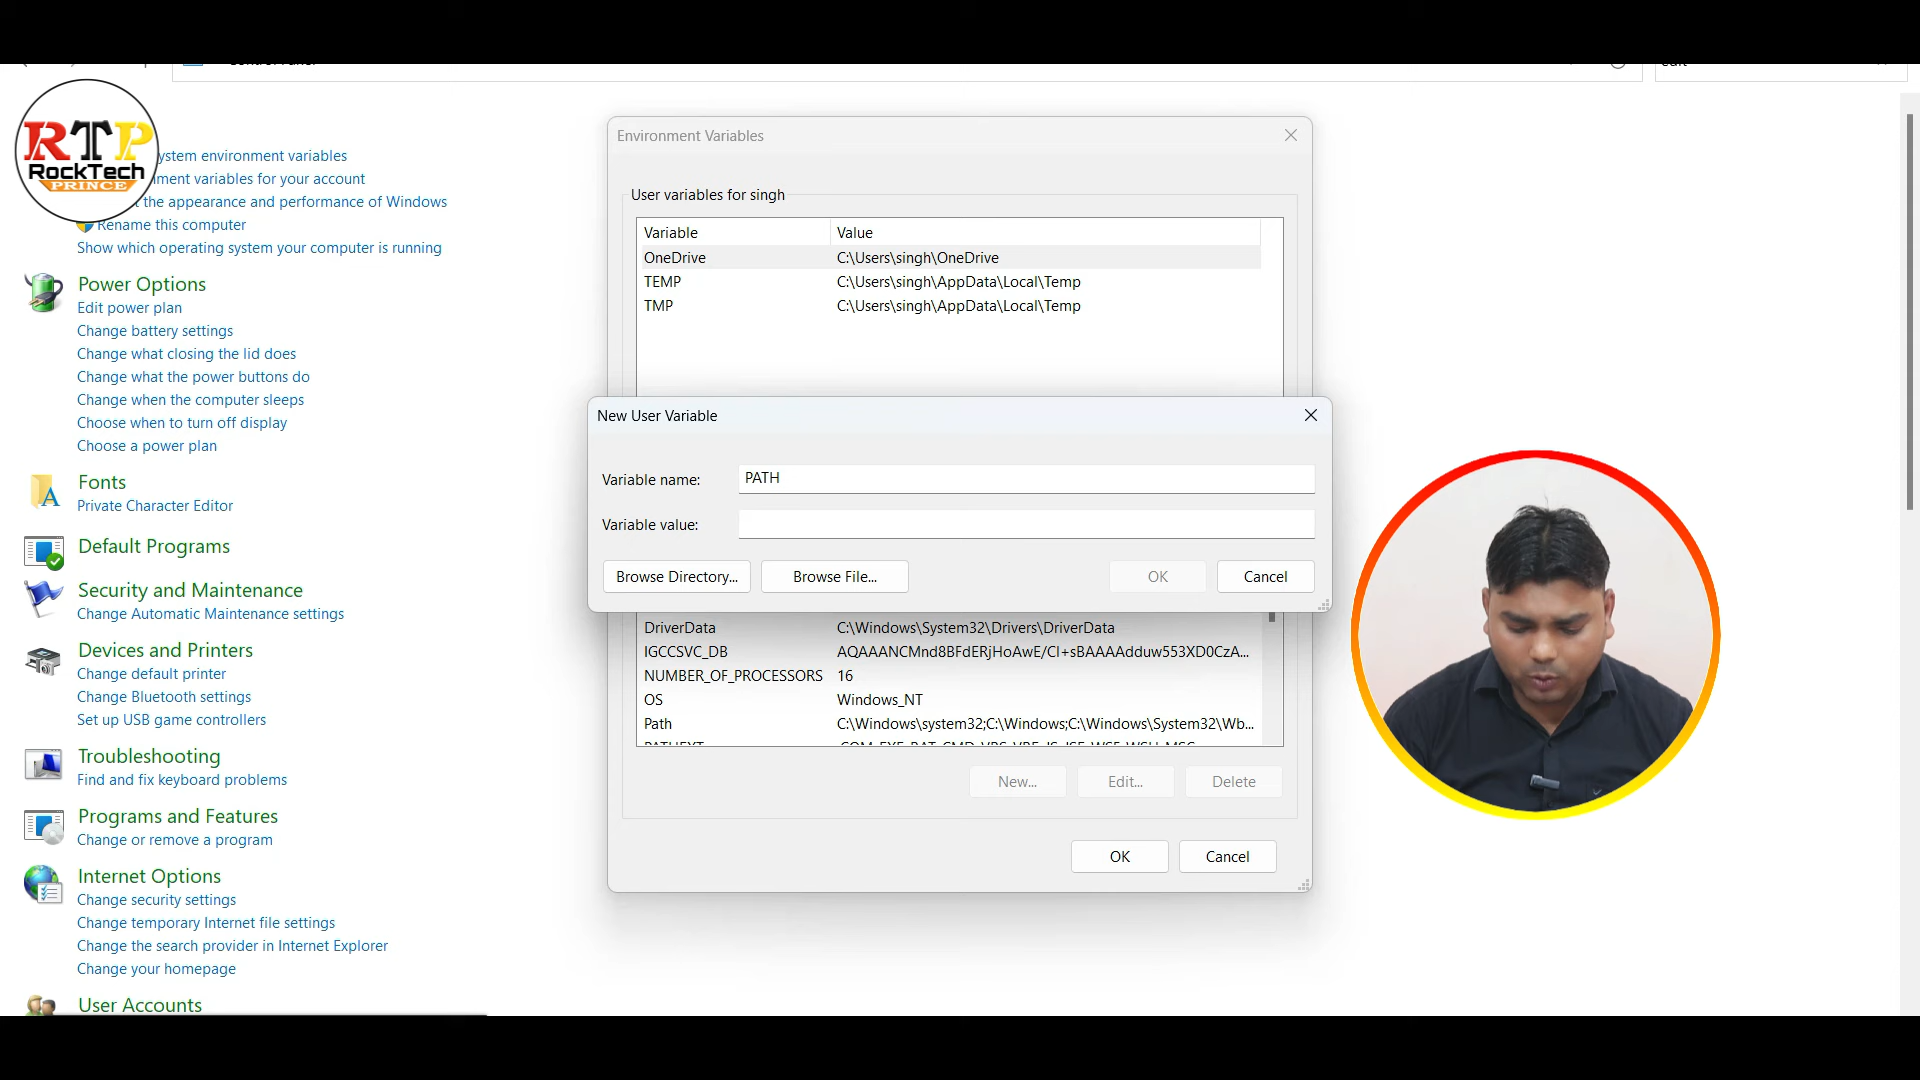 RTP
RockTech
PRINCE
ystem environment variables
ment variables for your account
the appearance and performance of Windows
Rename this computer
Show which operating system your computer is running
Power Options
Edit power plan
Change battery settings
Change what closing the lid does
Change what the power buttons do
Change when the computer sleeps
Choose when to turn off display
Choose a power plan
Fonts
Private Character Editor
Default Programs
Security and Maintenance
Change Automatic Maintenance settings
Devices and Printers
Change default printer
Change Bluetooth settings
Set up USB game controllers
Troubleshooting
Find and fix keyboard problems
Programs and Features
Change or remove a program
Internet Options
Change security settings
Change temporary Internet file settings
Change the search provider in Internet Explorer
Change your homepage
User Accounts
Environment Variables
User variables for singh
Variable Value
OneDrive C:\Users\singh\OneDrive
TEMP C:\Users\singh\AppData\Local\Temp
TMP C:\Users\singh\AppData\Local\Temp
New User Variable
Variable name: PATH
Variable value:
Browse Directory... Browse File... OK Cancel
DriverData C:\Windows\System32\Drivers\DriverData
IGCCSVC_DB AQAAANCMnd8BFdERjHoAwE/Cl+sBAAAAdduw553XD0CzA...
NUMBER_OF_PROCESSORS 16
OS Windows_NT
Path C:\Windows\system32;C:\Windows;C:\Windows\System32\Wb...
New... Edit... Delete
OK Cancel